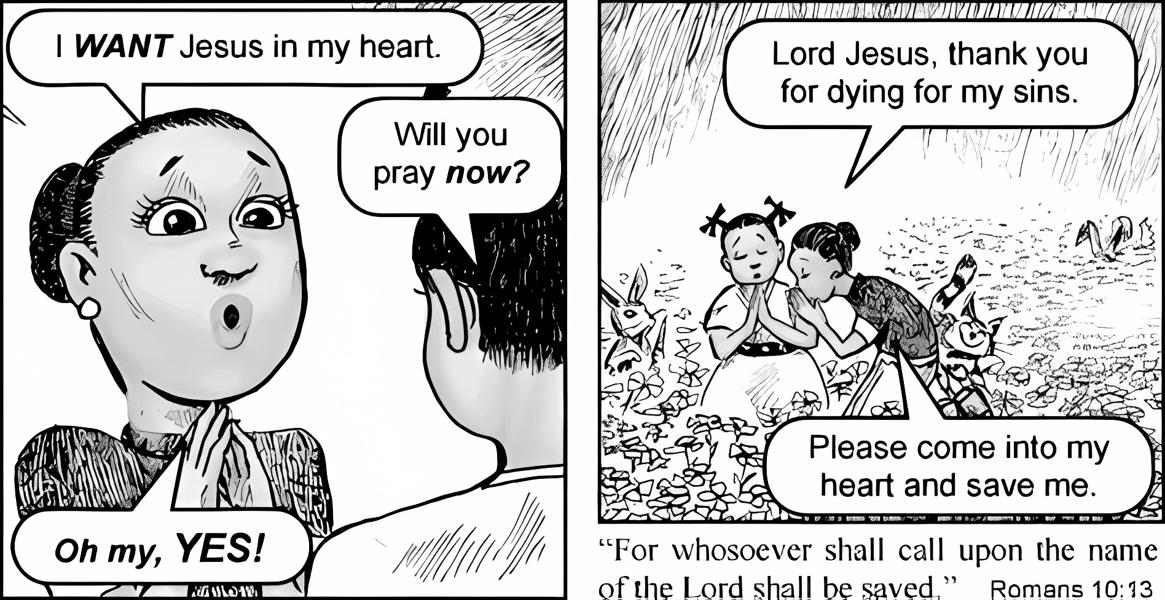 I WANT Jesus in my heart.
Will you
pray now?
Oh my, YES!
Lord Jesus, thank you
for dying for my sins.
Please come into my
heart and save me.
“For whosoever shall call upon the name
of the Lord shall be saved.” Romans 10:13